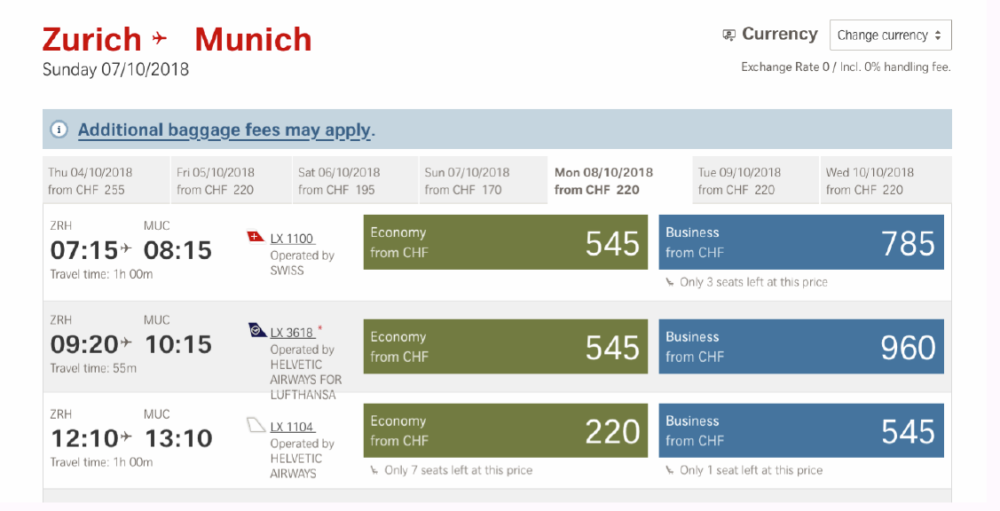 Zurich Munich
Sunday 07/10/2018
Currency Change currency
Exchange Rate 0 / Incl. 0% handling fee.
i Additional baggage fees may apply.
Thu 04/10/2018 Fri 05/10/2018 Sat 06/10/2018 Sun 07/10/2018 Mon 08/10/2018 Tue 09/10/2018 Wed 10/10/2018
from CHF 255 from CHF 220 from CHF 195 from CHF 170 from CHF 220 from CHF 220 from CHF 220
ZRH MUC
07:15 08:15
Travel time: 1h 00m
LX 1100
Operated by
SWISS
Economy
from CHF
545
Business
from CHF
785
Only 3 seats left at this price
ZRH MUC
09:20 10:15
Travel time: 55m
LX 3618 *
Operated by
HELVETIC
AIRWAYS FOR
LUFTHANSA
Economy
from CHF
545
Business
from CHF
960
ZRH MUC
12:10 13:10
Travel time: 1h 00m
LX 1104
Operated by
HELVETIC
AIRWAYS
Economy
from CHF
220
Only 7 seats left at this price
Business
from CHF
545
Only 1 seat left at this price